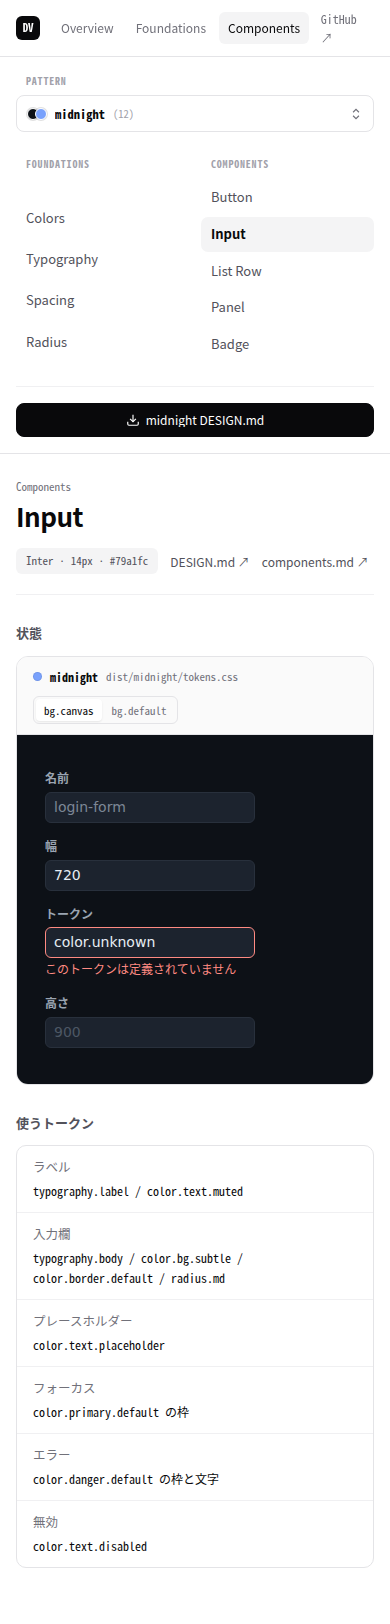 DV Overview Foundations Components GitHub ↗
PATTERN
midnight (12)
FOUNDATIONS
Colors
Typography
Spacing
Radius
COMPONENTS
Button
Input
List Row
Panel
Badge
midnight DESIGN.md
Components
Input
Inter · 14px · #79a1fc DESIGN.md ↗ components.md ↗
状態
midnight dist/midnight/tokens.css
bg.canvas bg.default
名前
login-form
幅
720
トークン
color.unknown
このトークンは定義されていません
高さ
900
使うトークン
ラベル
typography.label / color.text.muted
入力欄
typography.body / color.bg.subtle /
color.border.default / radius.md
プレースホルダー
color.text.placeholder
フォーカス
color.primary.default の枠
エラー
color.danger.default の枠と文字
無効
color.text.disabled